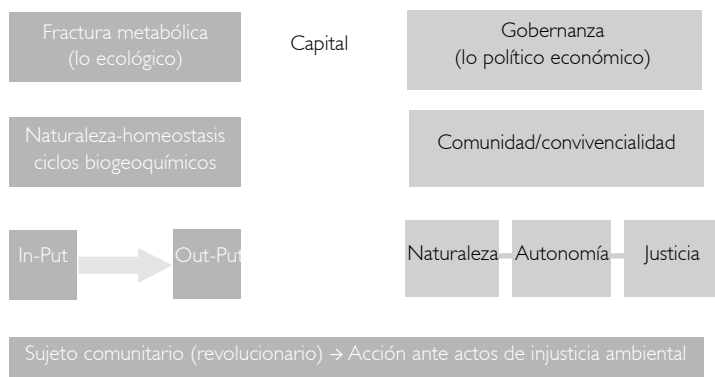 Fractura metabólica
(lo ecológico)
Capital
Gobernanza
(lo político económico)
Naturaleza-homeostasis
ciclos biogeoquímicos
Comunidad/convivencialidad
In-Put
Out-Put
Naturaleza
Autonomía
Justicia
Sujeto comunitario (revolucionario) → Acción ante actos de injusticia ambiental